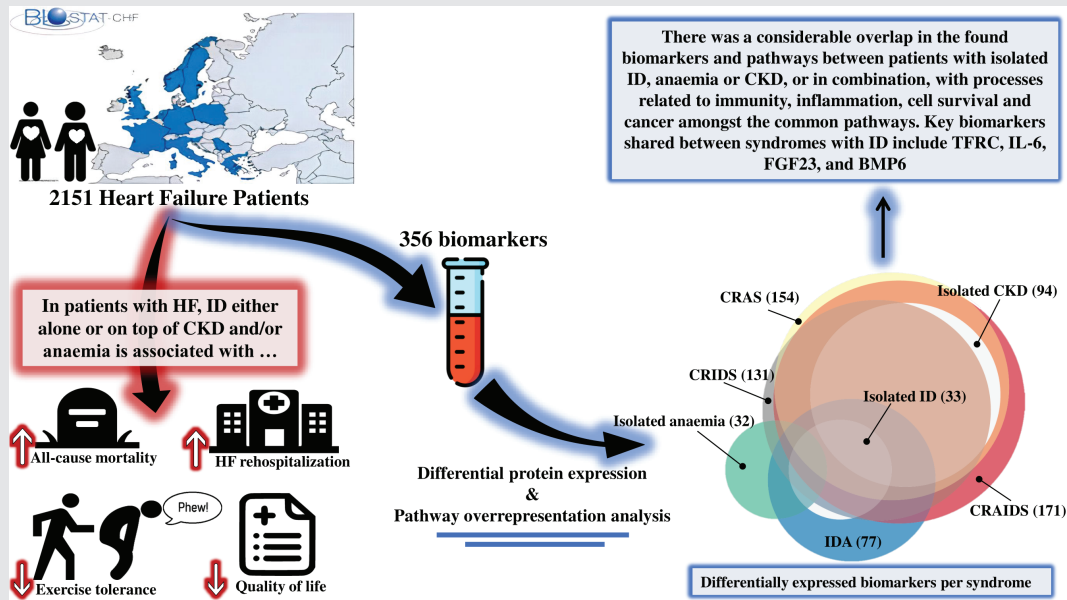 BIOSTAT-CHF
2151 Heart Failure Patients
356 biomarkers
In patients with HF, ID either
alone or on top of CKD and/or
anaemia is associated with …
All-cause mortality
HF rehospitalization
Phew!
Exercise tolerance
Quality of life
Differential protein expression
&
Pathway overrepresentation analysis
There was a considerable overlap in the found
biomarkers and pathways between patients with isolated
ID, anaemia or CKD, or in combination, with processes
related to immunity, inflammation, cell survival and
cancer amongst the common pathways. Key biomarkers
shared between syndromes with ID include TFRC, IL-6,
FGF23, and BMP6
CRAS (154)
Isolated CKD (94)
CRIDS (131)
Isolated ID (33)
Isolated anaemia (32)
CRAIDS (171)
IDA (77)
Differentially expressed biomarkers per syndrome